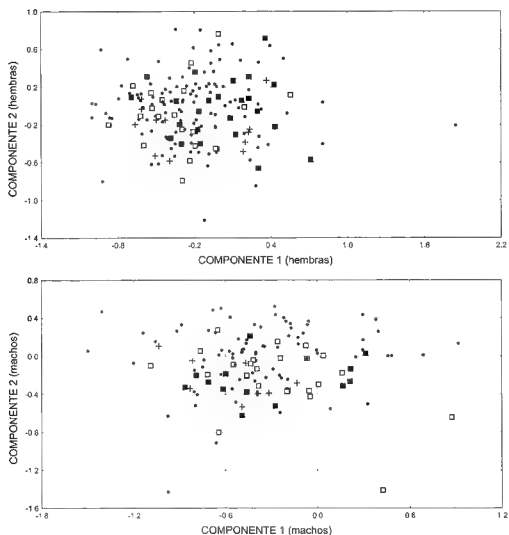 1.0
0.6
0.2
-0.2
-0.6
-1.0
-1.4
COMPONENTE 2 (hembras)
-1.4 -0.8 -0.2 0.4 1.0 1.6 2.2
COMPONENTE 1 (hembras)
0.8
0.4
0.0
-0.4
-0.8
-1.2
-1.6
COMPONENTE 2 (machos)
-1.8 -1.2 -0.6 0.0 0.6 1.2
COMPONENTE 1 (machos)